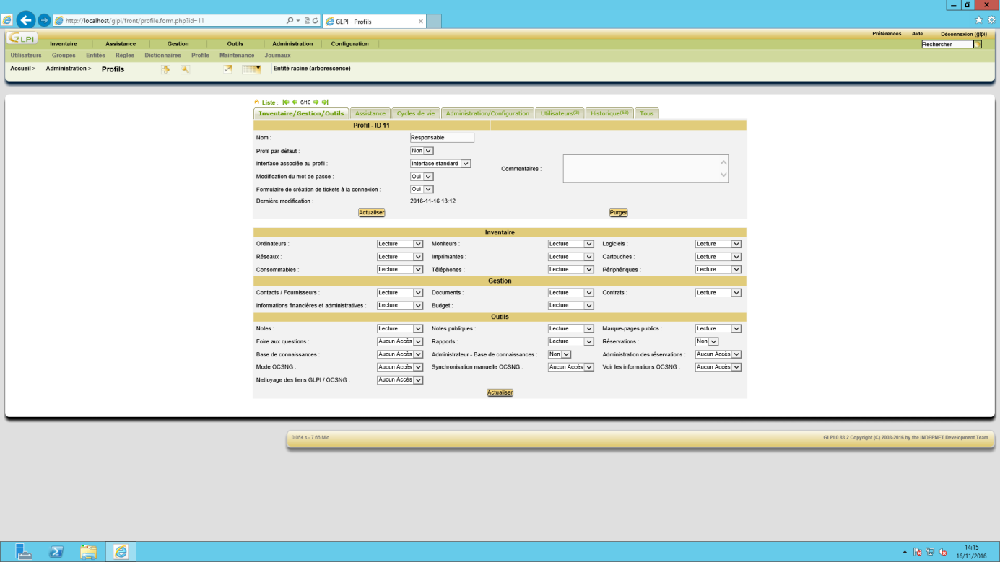 http://localhost/glpi/front/profile.form.php?id=11
GLPI - Profils
GLPI
Préférences Aide Déconnexion (glpi)
Inventaire Assistance Gestion Outils Administration Configuration
Rechercher
Utilisateurs Groupes Entités Règles Dictionnaires Profils Maintenance Journaux
Accueil > Administration > Profils Entité racine (arborescence)
Liste : 6/10
Inventaire/Gestion/Outils Assistance Cycles de vie Administration/Configuration Utilisateurs(3) Historique(63) Tous
Profil - ID 11
Nom : Responsable
Profil par défaut : Non
Interface associée au profil : Interface standard
Commentaires :
Modification du mot de passe : Oui
Formulaire de création de tickets à la connexion : Oui
Dernière modification : 2016-11-16 13:12
Actualiser Purger
Inventaire
Ordinateurs : Lecture Moniteurs : Lecture Logiciels : Lecture
Réseaux : Lecture Imprimantes : Lecture Cartouches : Lecture
Consommables : Lecture Téléphones : Lecture Périphériques : Lecture
Gestion
Contacts / Fournisseurs : Lecture Documents : Lecture Contrats : Lecture
Informations financières et administratives : Lecture Budget : Lecture
Outils
Notes : Lecture Notes publiques : Lecture Marque-pages publics : Lecture
Foire aux questions : Aucun Accès Rapports : Lecture Réservations : Non
Base de connaissances : Aucun Accès Administrateur - Base de connaissances : Non Administration des réservations : Aucun Accès
Mode OCSNG : Aucun Accès Synchronisation manuelle OCSNG : Aucun Accès Voir les informations OCSNG : Aucun Accès
Nettoyage des liens GLPI / OCSNG : Aucun Accès
Actualiser
0.054 s - 7.66 Mio
GLPI 0.83.2 Copyright (C) 2003-2016 by the INDEPNET Development Team.
14:15
16/11/2016